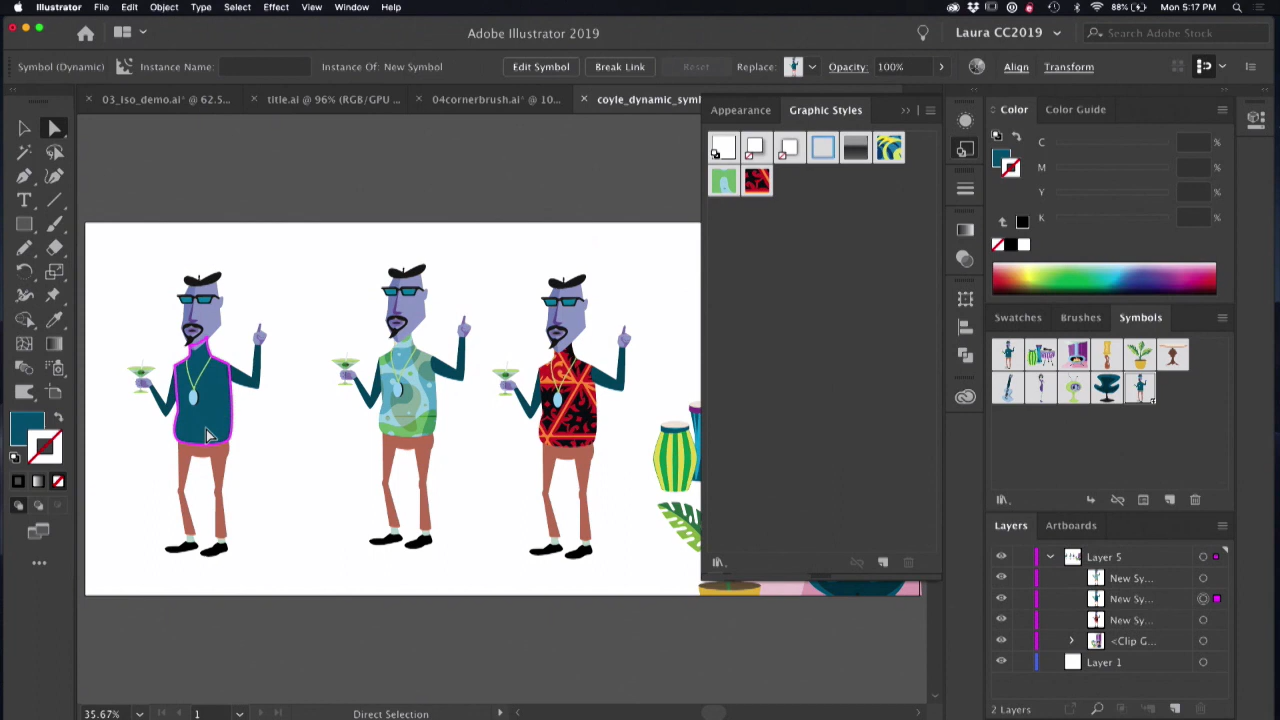 Illustrator File Edit Object Type Select Effect View Window Help
88% Mon 5:17 PM
Adobe Illustrator 2019
Laura CC2019
Search Adobe Stock
Symbol (Dynamic) Instance Name: Instance Of: New Symbol Edit Symbol Break Link Reset Replace: Opacity: 100% Align Transform
03_Iso_demo.ai* @ 62.5... title.ai @ 96% (RGB/GPU ... 04cornerbrush.ai* @ 10... coyle_dynamic_symb
Appearance Graphic Styles
Color Color Guide
C %
M %
Y %
K %
Swatches Brushes Symbols
Layers Artboards
Layer 5
New Sy...
New Sy...
New Sy...
<Clip G...
Layer 1
2 Layers
35.67% 1 Direct Selection